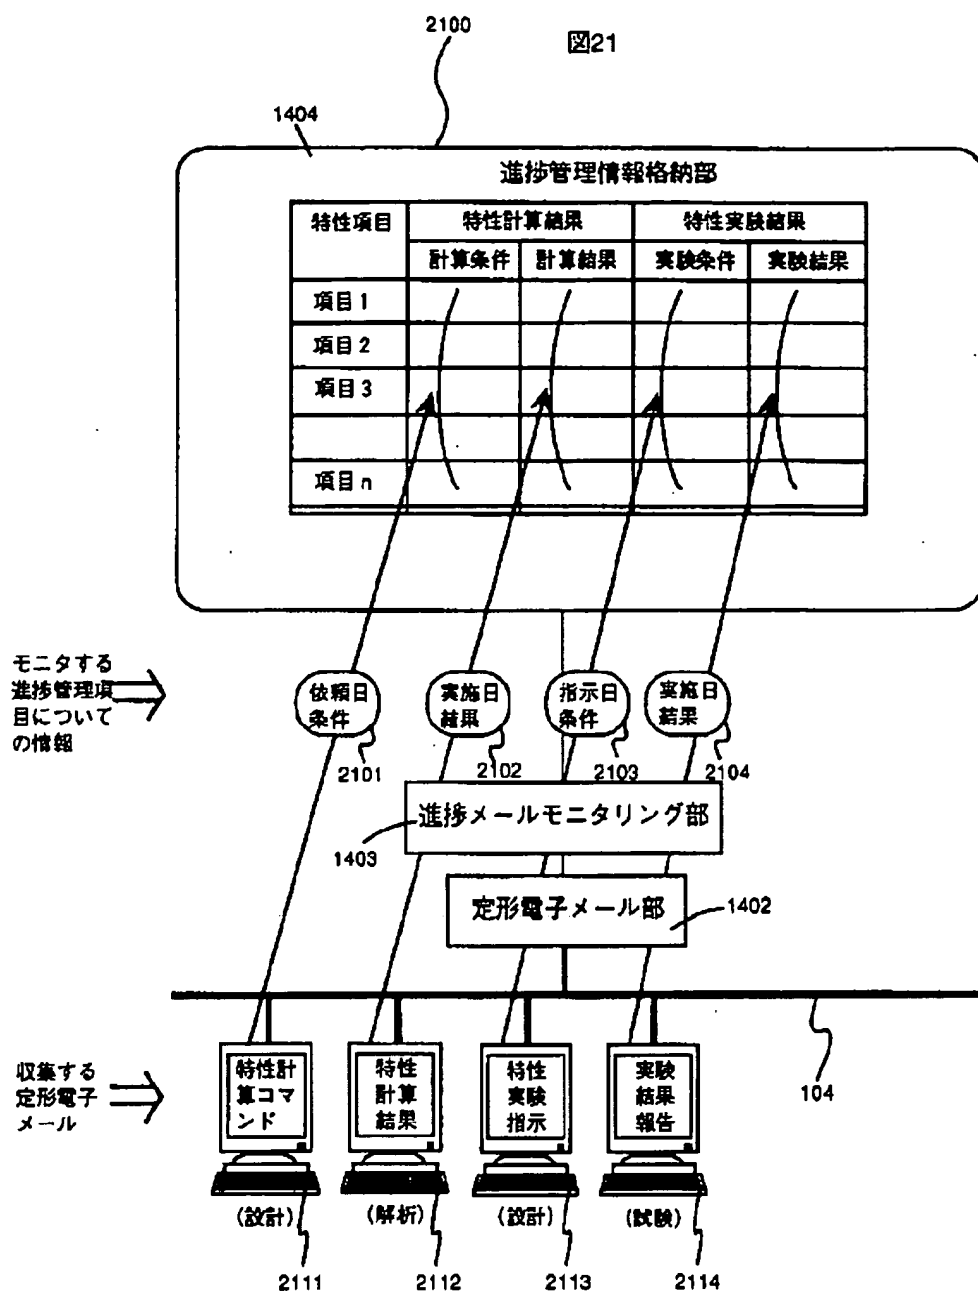 2100
図21
1404
進捗管理情報格納部
特性項目 特性計算結果 特性実験結果
計算条件 計算結果 実験条件 実験結果
項目1
項目2
項目3
項目n
モニタする
進捗管理項
目について
の情報
依頼日
条件
実施日
結果
指示日
条件
実施日
結果
2101
2102
2103
2104
進捗メールモニタリング部
1403
定形電子メール部
1402
104
収集する
定形電子
メール
特性計
算コマ
ンド
特性
計算
結果
特性
実験
指示
実験
結果
報告
(設計)
(解析)
(設計)
(試験)
2111
2112
2113
2114